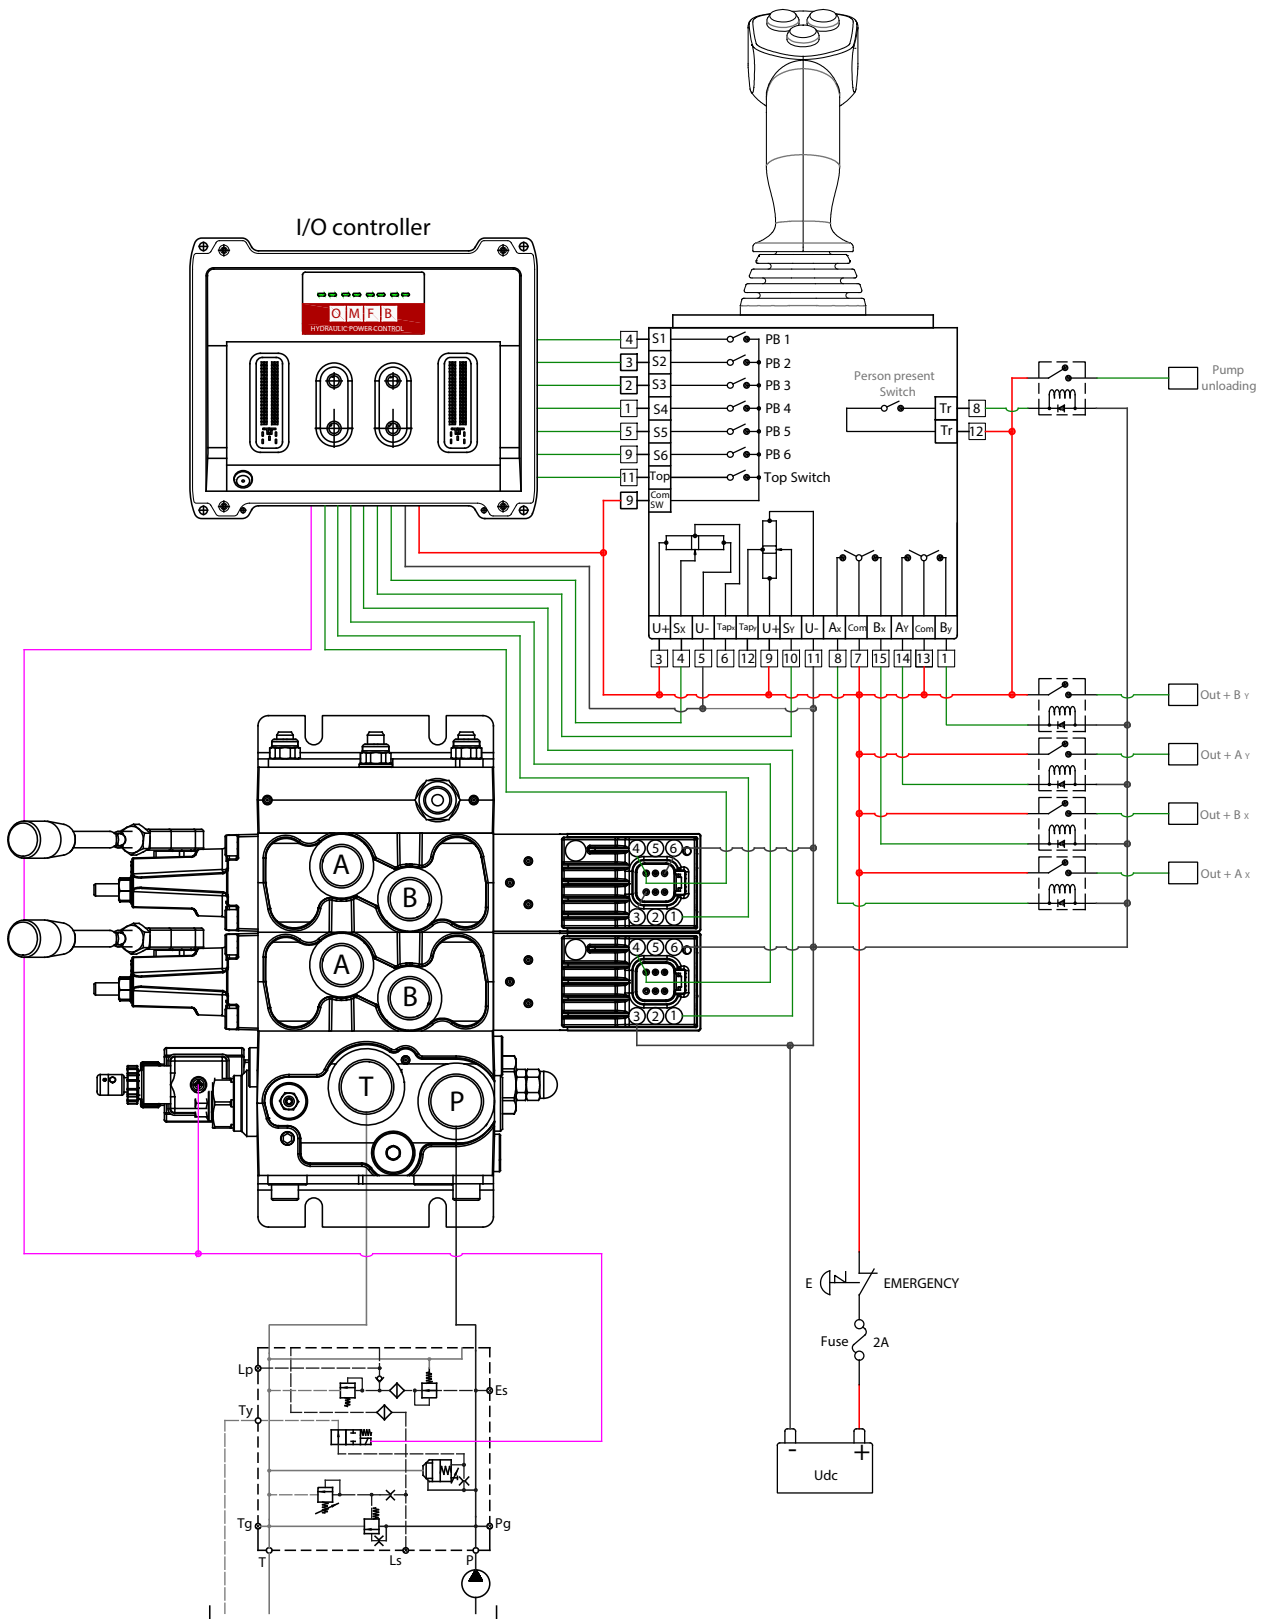 I/O controller
O M F B
HYDRAULIC POWER CONTROL
4 S1 PB 1
3 S2 PB 2
2 S3 PB 3
1 S4 PB 4
5 S5 PB 5
9 S6 PB 6
11 Top Top Switch
9 Com SW
Person present
Switch
Tr 8
Tr 12
Pump
unloading
U+ Sx U- Tapx Tapy U+ SY U- Ax Com Bx AY Com By
3 4 5 6 12 9 10 11 8 7 15 14 13 1
Out + B Y
Out + A Y
Out + B X
Out + A X
A
B
4 5 6
3 2 1
A
B
4 5 6
3 2 1
T
P
E EMERGENCY
Fuse 2A
- +
Udc
Lp
Es
Ty
Tg
Pg
T
Ls
P